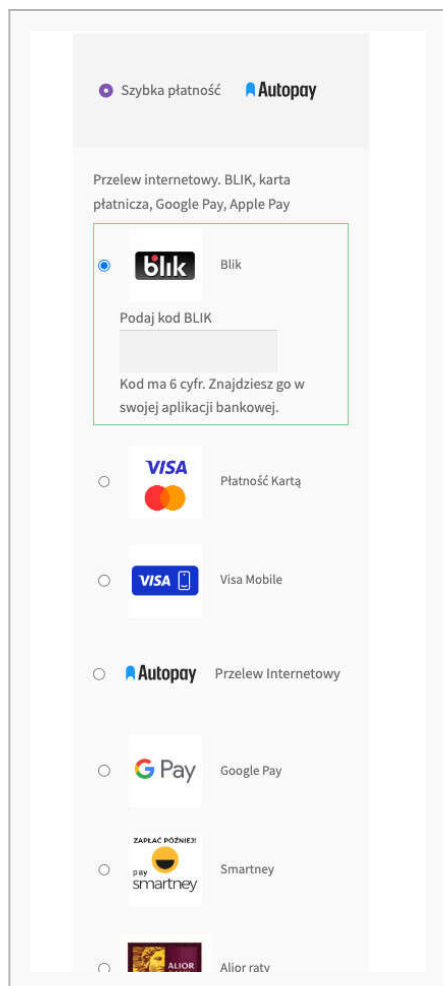 Szybka płatność Autopay
Przelew internetowy. BLIK, karta
płatnicza, Google Pay, Apple Pay
blik Blik
Podaj kod BLIK
Kod ma 6 cyfr. Znajdziesz go w
swojej aplikacji bankowej.
VISA Płatność Kartą
VISA Visa Mobile
Autopay Przelew Internetowy
G Pay Google Pay
ZAPŁAĆ PÓŹNIEJ!
pay
smartney Smartney
ALIOR Alior raty